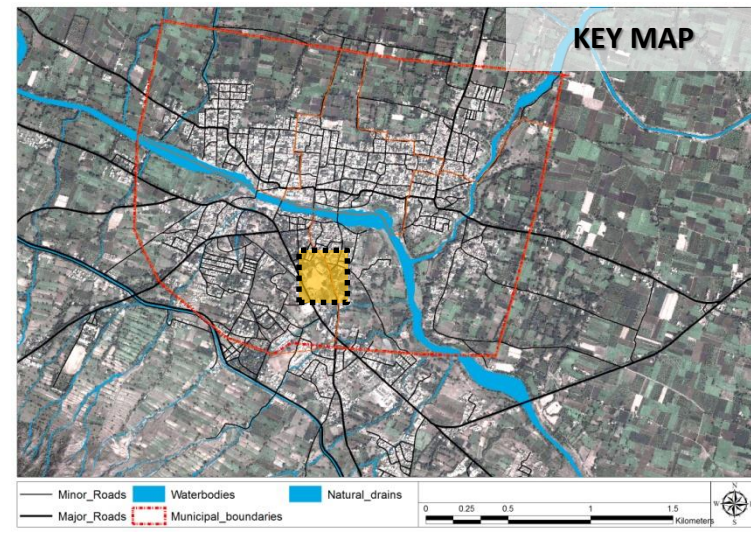 KEY MAP
Minor_Roads Waterbodies Natural_drains
Major_Roads Municipal_boundaries
0 0.25 0.5 1 1.5
Kilometers
N
W E
S